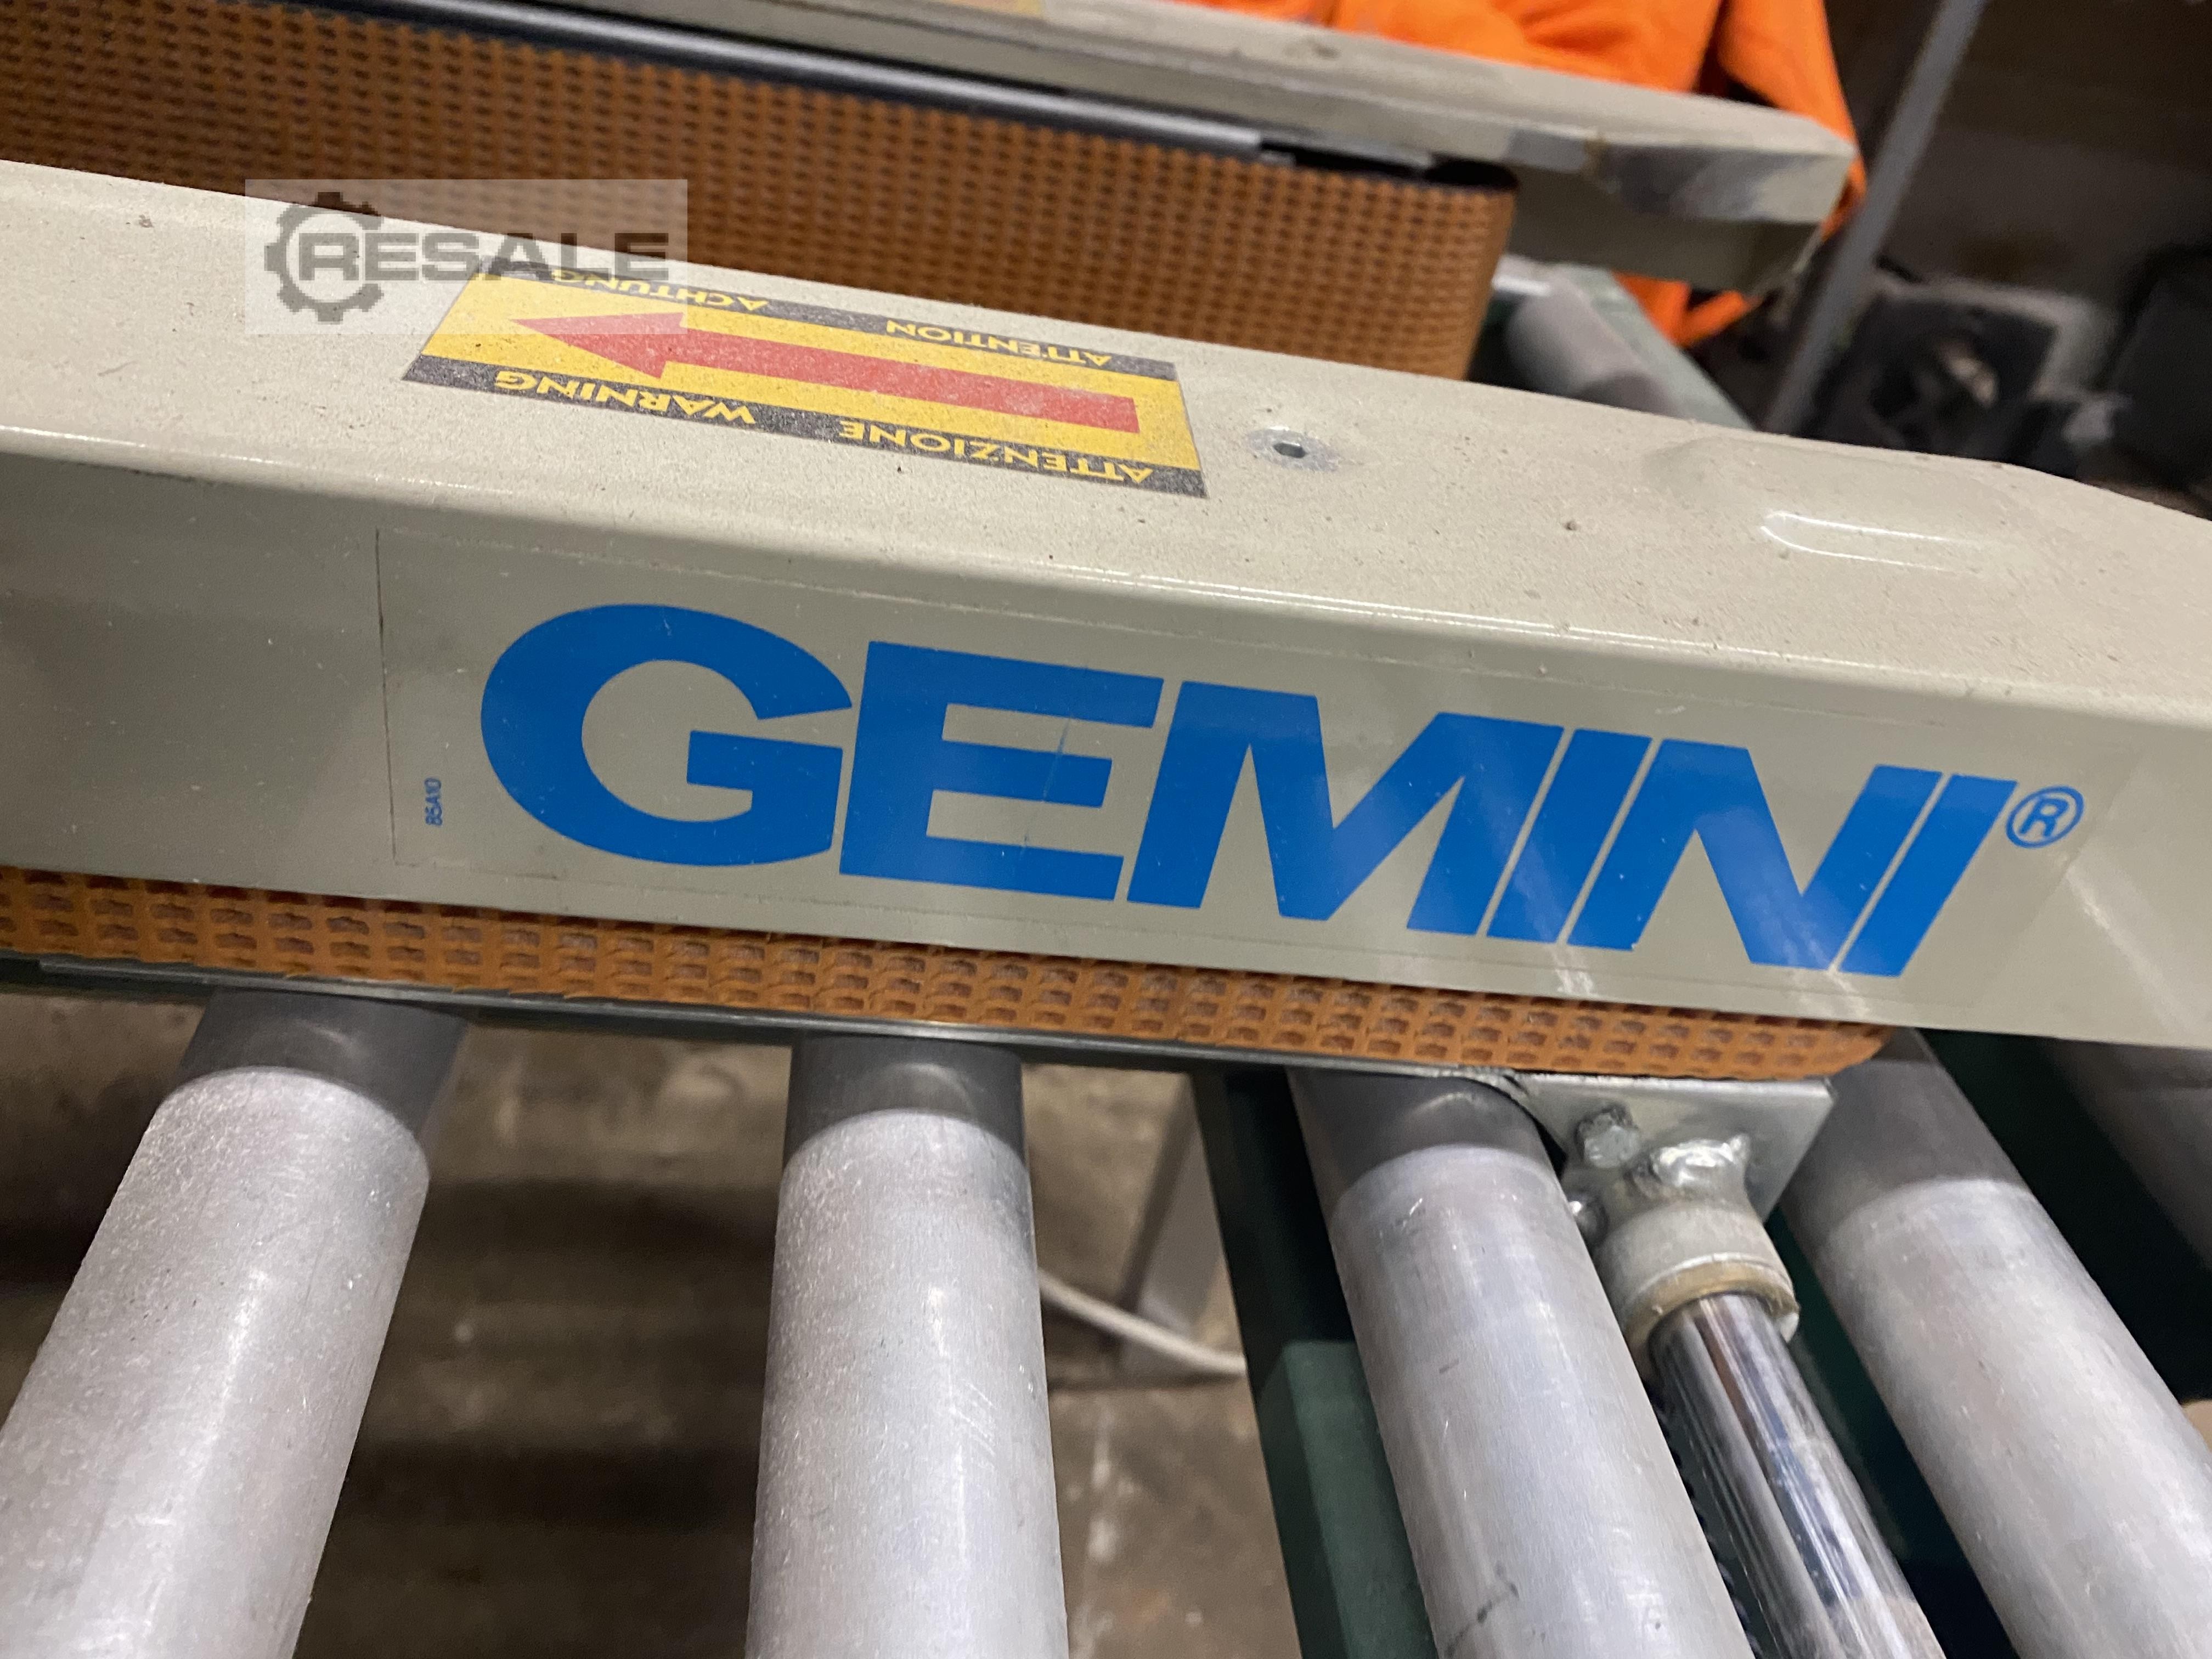 RESALE
ACHTUNG
ATTENTION
ATTENZIONE WARNING
GEMINI®
85A10